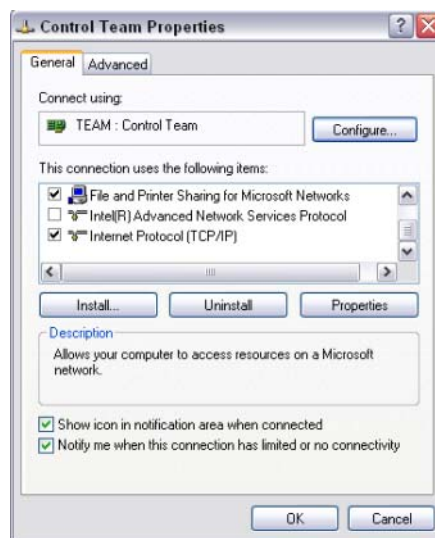 Control Team Properties
General Advanced
Connect using:
TEAM : Control Team
Configure...
This connection uses the following items:
File and Printer Sharing for Microsoft Networks
Intel(R) Advanced Network Services Protocol
Internet Protocol (TCP/IP)
Install... Uninstall Properties
Description
Allows your computer to access resources on a Microsoft
network.
Show icon in notification area when connected
Notify me when this connection has limited or no connectivity
OK Cancel